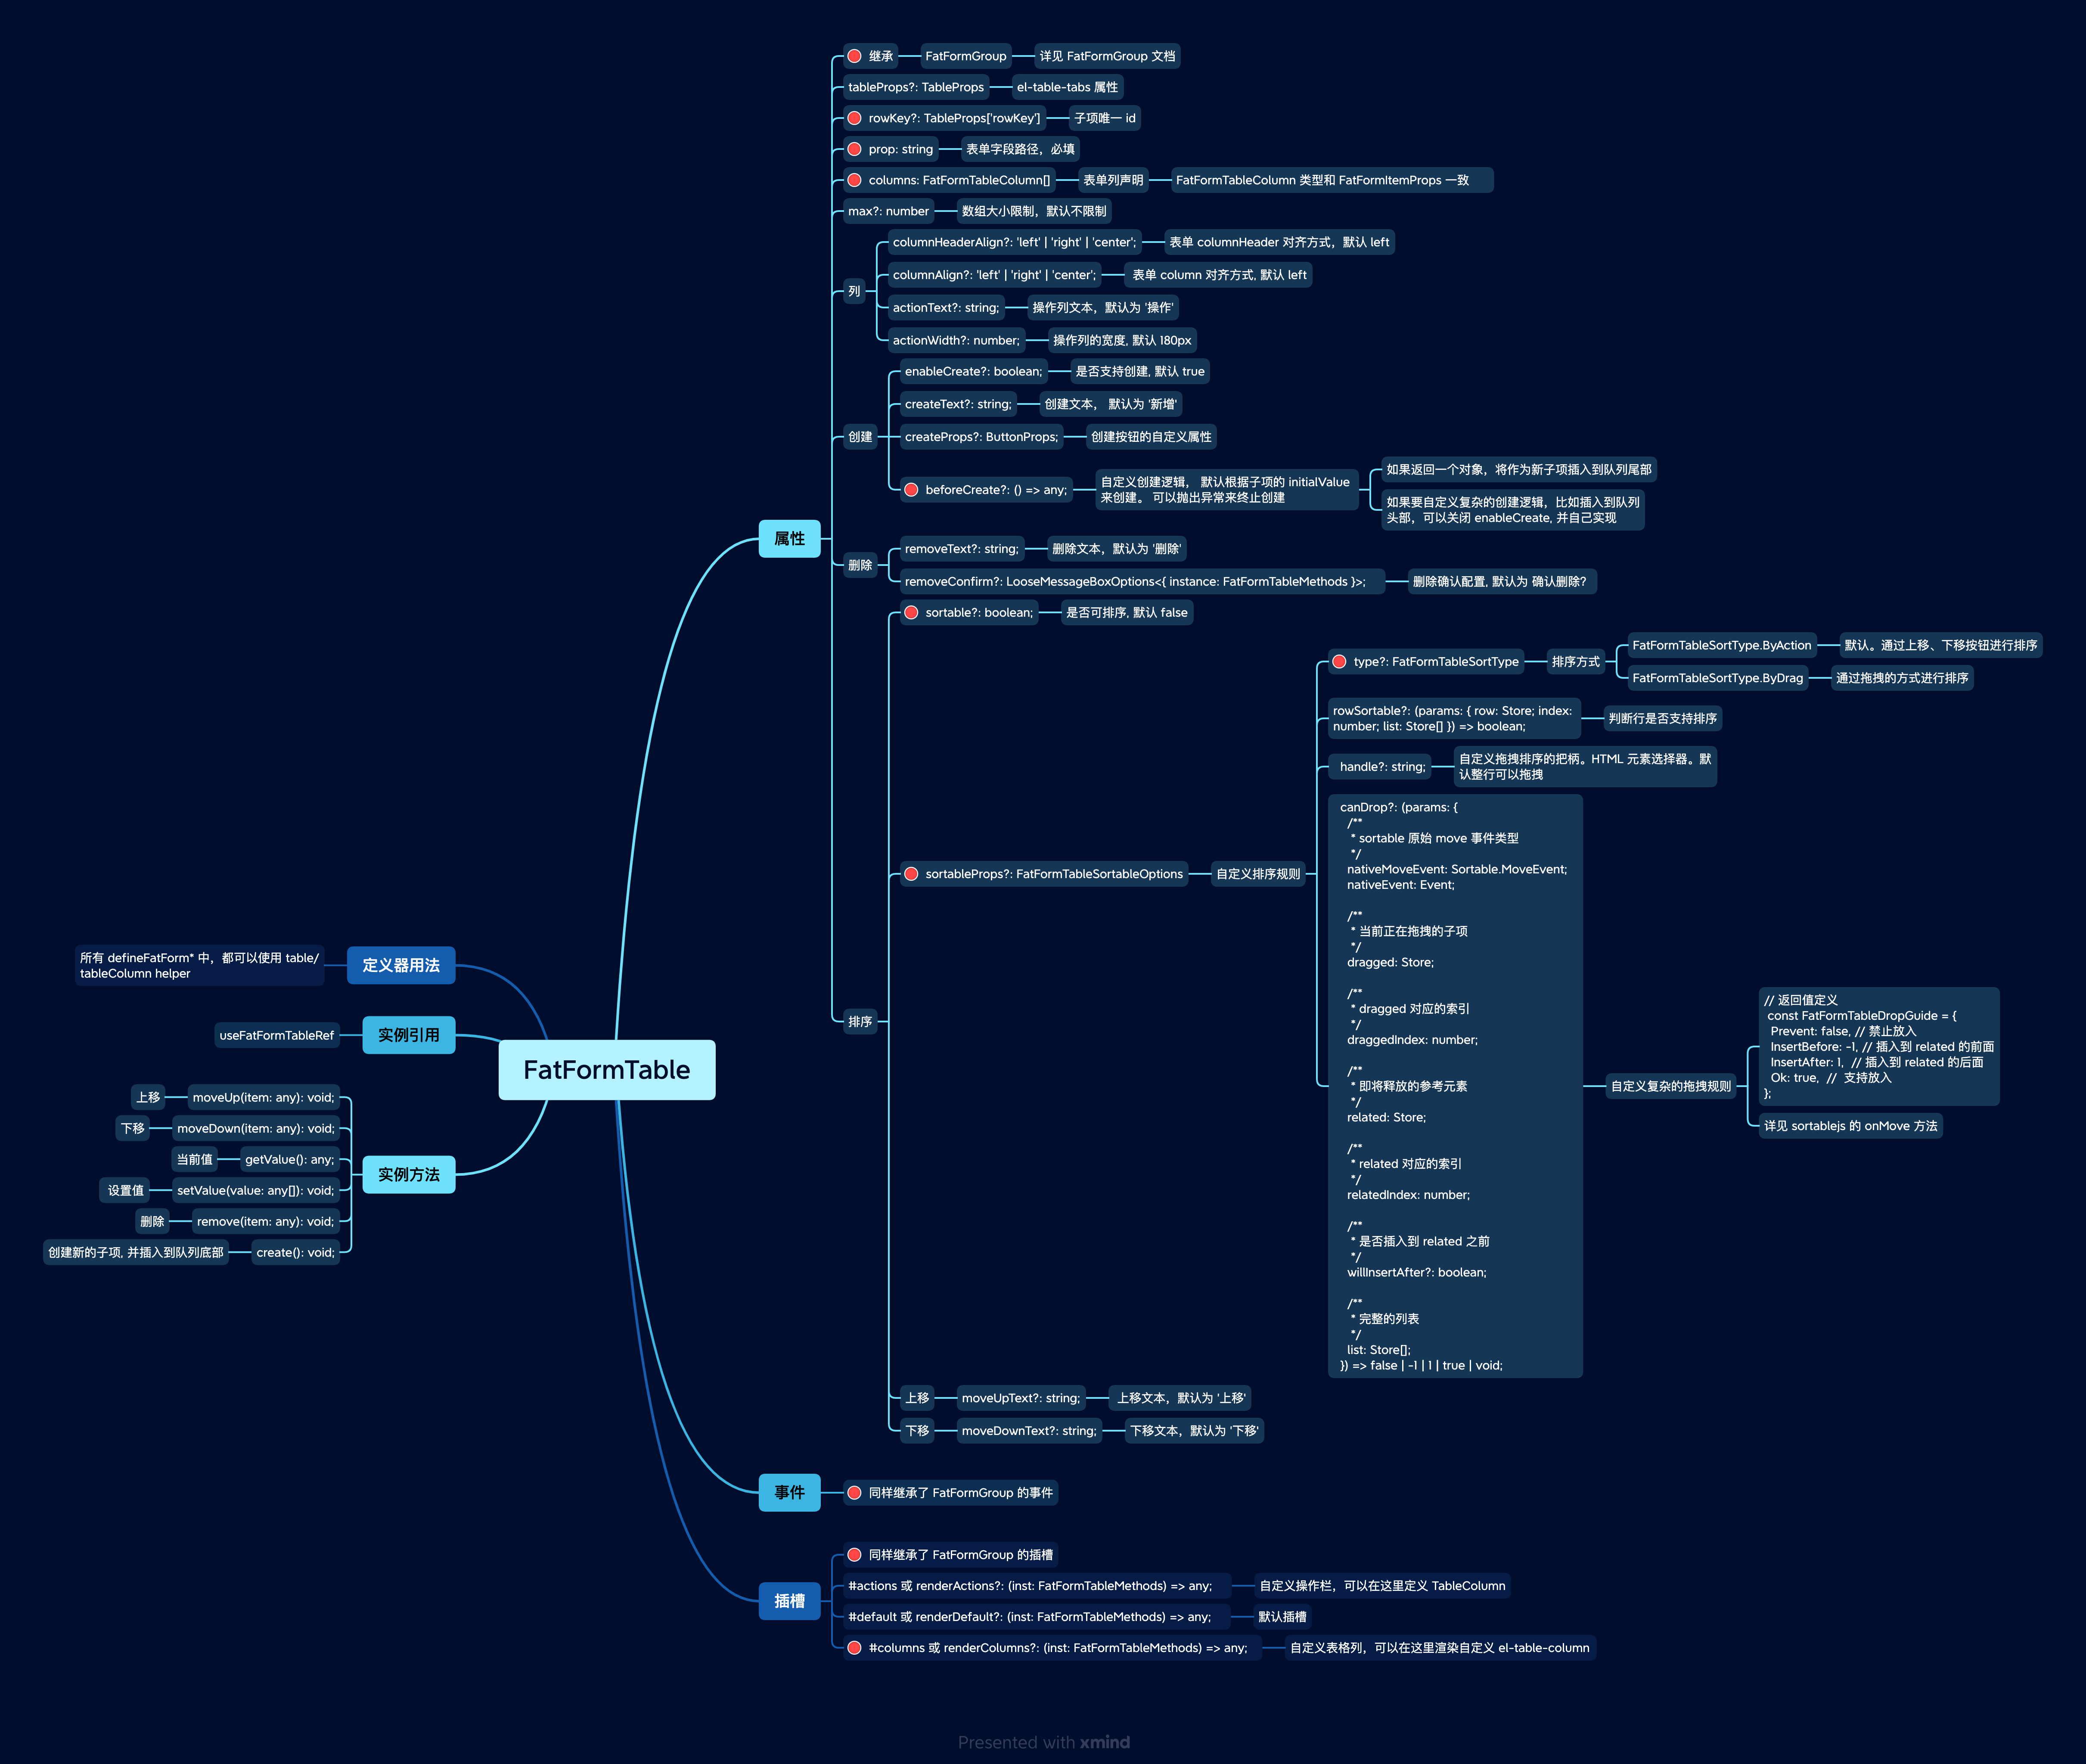 继承
FatFormGroup
详见 FatFormGroup 文档
tableProps?: TableProps
el-table-tabs 属性
rowKey?: TableProps['rowKey']
子项唯一 id
prop: string
表单字段路径，必填
columns: FatFormTableColumn[]
表单列声明
FatFormTableColumn 类型和 FatFormItemProps 一致
max?: number
数组大小限制，默认不限制
列
columnHeaderAlign?: 'left' | 'right' | 'center';
表单 columnHeader 对齐方式，默认 left
columnAlign?: 'left' | 'right' | 'center';
表单 column 对齐方式, 默认 left
actionText?: string;
操作列文本，默认为 '操作'
actionWidth?: number;
操作列的宽度, 默认 180px
创建
enableCreate?: boolean;
是否支持创建, 默认 true
createText?: string;
创建文本， 默认为 '新增'
createProps?: ButtonProps;
创建按钮的自定义属性
beforeCreate?: () => any;
自定义创建逻辑， 默认根据子项的 initialValue
来创建。 可以抛出异常来终止创建
如果返回一个对象，将作为新子项插入到队列尾部
如果要自定义复杂的创建逻辑，比如插入到队列
头部，可以关闭 enableCreate, 并自己实现
属性
删除
removeText?: string;
删除文本，默认为 '删除'
removeConfirm?: LooseMessageBoxOptions<{ instance: FatFormTableMethods }>;
删除确认配置, 默认为 确认删除?
排序
sortable?: boolean;
是否可排序, 默认 false
sortableProps?: FatFormTableSortableOptions
自定义排序规则
type?: FatFormTableSortType
排序方式
FatFormTableSortType.ByAction
默认。通过上移、下移按钮进行排序
FatFormTableSortType.ByDrag
通过拖拽的方式进行排序
rowSortable?: (params: { row: Store; index:
number; list: Store[] }) => boolean;
判断行是否支持排序
handle?: string;
自定义拖拽排序的把柄。HTML 元素选择器。默
认整行可以拖拽
canDrop?: (params: {
/**
* sortable 原始 move 事件类型
*/
nativeMoveEvent: Sortable.MoveEvent;
nativeEvent: Event;
/**
* 当前正在拖拽的子项
*/
dragged: Store;
/**
* dragged 对应的索引
*/
draggedIndex: number;
/**
* 即将释放的参考元素
*/
related: Store;
/**
* related 对应的索引
*/
relatedIndex: number;
/**
* 是否插入到 related 之前
*/
willInsertAfter?: boolean;
/**
* 完整的列表
*/
list: Store[];
}) => false | -1 | 1 | true | void;
自定义复杂的拖拽规则
// 返回值定义
const FatFormTableDropGuide = {
Prevent: false, // 禁止放入
InsertBefore: -1, // 插入到 related 的前面
InsertAfter: 1, // 插入到 related 的后面
Ok: true, // 支持放入
};
详见 sortablejs 的 onMove 方法
上移
moveUpText?: string;
上移文本，默认为 '上移'
下移
moveDownText?: string;
下移文本，默认为 '下移'
所有 defineFatForm* 中，都可以使用 table/
tableColumn helper
定义器用法
useFatFormTableRef
实例引用
FatFormTable
上移
moveUp(item: any): void;
下移
moveDown(item: any): void;
当前值
getValue(): any;
设置值
setValue(value: any[]): void;
删除
remove(item: any): void;
创建新的子项, 并插入到队列底部
create(): void;
实例方法
事件
同样继承了 FatFormGroup 的事件
插槽
同样继承了 FatFormGroup 的插槽
#actions 或 renderActions?: (inst: FatFormTableMethods) => any;
自定义操作栏，可以在这里定义 TableColumn
#default 或 renderDefault?: (inst: FatFormTableMethods) => any;
默认插槽
#columns 或 renderColumns?: (inst: FatFormTableMethods) => any;
自定义表格列，可以在这里渲染自定义 el-table-column
Presented with xmind